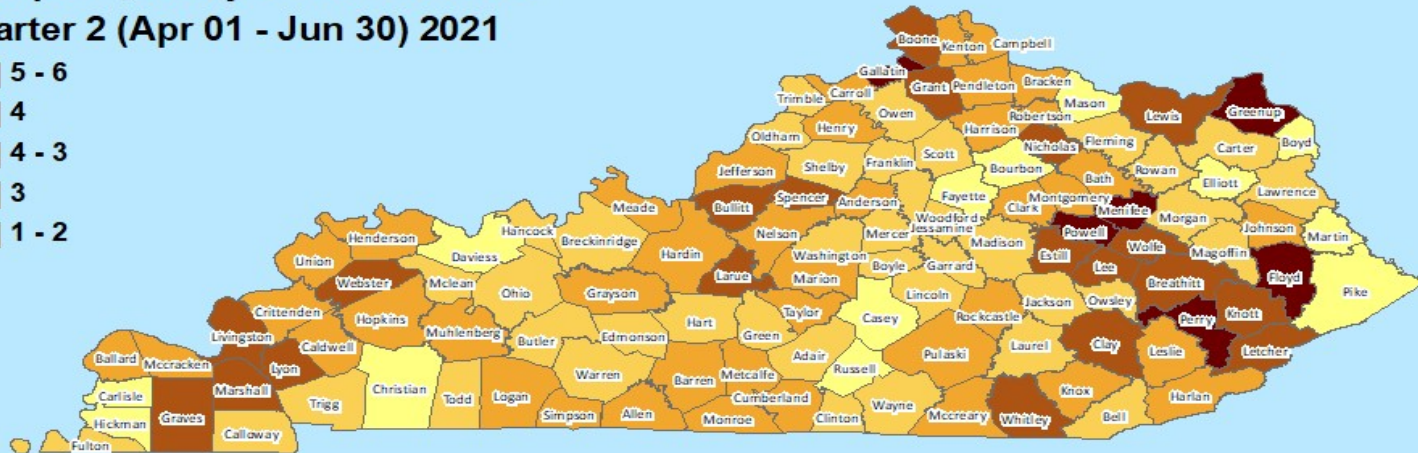 arter 2 (Apr 01 - Jun 30) 2021
5 - 6
4
4 - 3
3
1 - 2
Boone
Kenton
Campbell
Gallatin
Grant
Pendleton
Bracken
Trimble
Carroll
Owen
Mason
Lewis
Greenup
Robertson
Oldham
Henry
Harrison
Nicholas
Fleming
Carter
Boyd
Jefferson
Shelby
Franklin
Scott
Bourbon
Rowan
Elliott
Lawrence
Bath
Bullitt
Spencer
Anderson
Fayette
Clark
Montgomery
Menifee
Morgan
Johnson
Martin
Meade
Hancock
Breckinridge
Nelson
Mercer
Woodford
Jessamine
Madison
Powell
Wolfe
Magoffin
Floyd
Pike
Henderson
Union
Daviess
Hardin
Washington
Boyle
Garrard
Estill
Lee
Breathitt
Webster
Mclean
Ohio
Grayson
Larue
Marion
Lincoln
Jackson
Owsley
Knott
Perry
Crittenden
Hopkins
Muhlenberg
Hart
Green
Taylor
Casey
Rockcastle
Livingston
Caldwell
Butler
Edmonson
Adair
Pulaski
Laurel
Clay
Leslie
Letcher
Ballard
Mccracken
Lyon
Marshall
Warren
Barren
Metcalfe
Russell
Carlisle
Graves
Trigg
Christian
Todd
Logan
Simpson
Allen
Monroe
Cumberland
Clinton
Wayne
Mccreary
Whitley
Knox
Bell
Harlan
Hickman
Calloway
Fulton